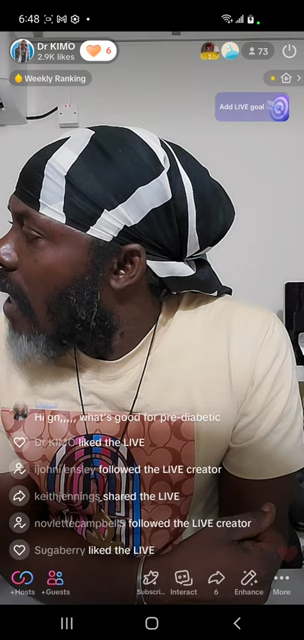 6:48
Dr KIMO
2.9K likes
6
73
Weekly Ranking
Add LIVE goal
Hi gn,,,,, what's good for pre-diabetic
Dr KIMO liked the LIVE
ijohnjensley followed the LIVE creator
keithjennings shared the LIVE
novlettecampbell5 followed the LIVE creator
Sugaberry liked the LIVE
+Hosts
+Guests
Subscri...
Interact
6
Enhance
More